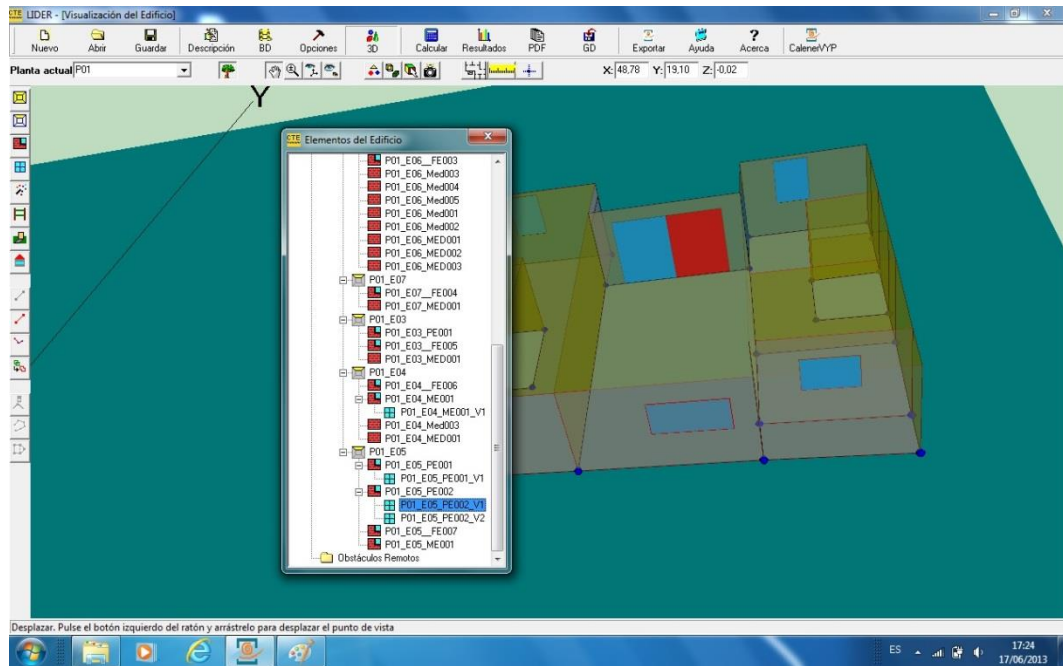 CTE LIDER - [Visualización del Edificio]
Nuevo Abrir Guardar Descripción BD Opciones 3D Calcular Resultados PDF GD Exportar Ayuda Acerca CalenerVYP
Planta actual P01 X: 48,78 Y: 19,10 Z: -0,02
Y
CTE Elementos del Edificio
P01_E06__FE003
P01_E06_Med003
P01_E06_Med004
P01_E06_Med005
P01_E06_Med001
P01_E06_Med002
P01_E06_MED001
P01_E06_MED002
P01_E06_MED003
P01_E07
P01_E07__FE004
P01_E07_MED001
P01_E03
P01_E03_PE001
P01_E03__FE005
P01_E03_MED001
P01_E04
P01_E04__FE006
P01_E04_ME001
P01_E04_ME001_V1
P01_E04_Med003
P01_E04_MED001
P01_E05
P01_E05_PE001
P01_E05_PE001_V1
P01_E05_PE002
P01_E05_PE002_V1
P01_E05_PE002_V2
P01_E05__FE007
P01_E05_ME001
Obstáculos Remotos
Desplazar. Pulse el botón izquierdo del ratón y arrástrelo para desplazar el punto de vista
ES 17:24
17/06/2013